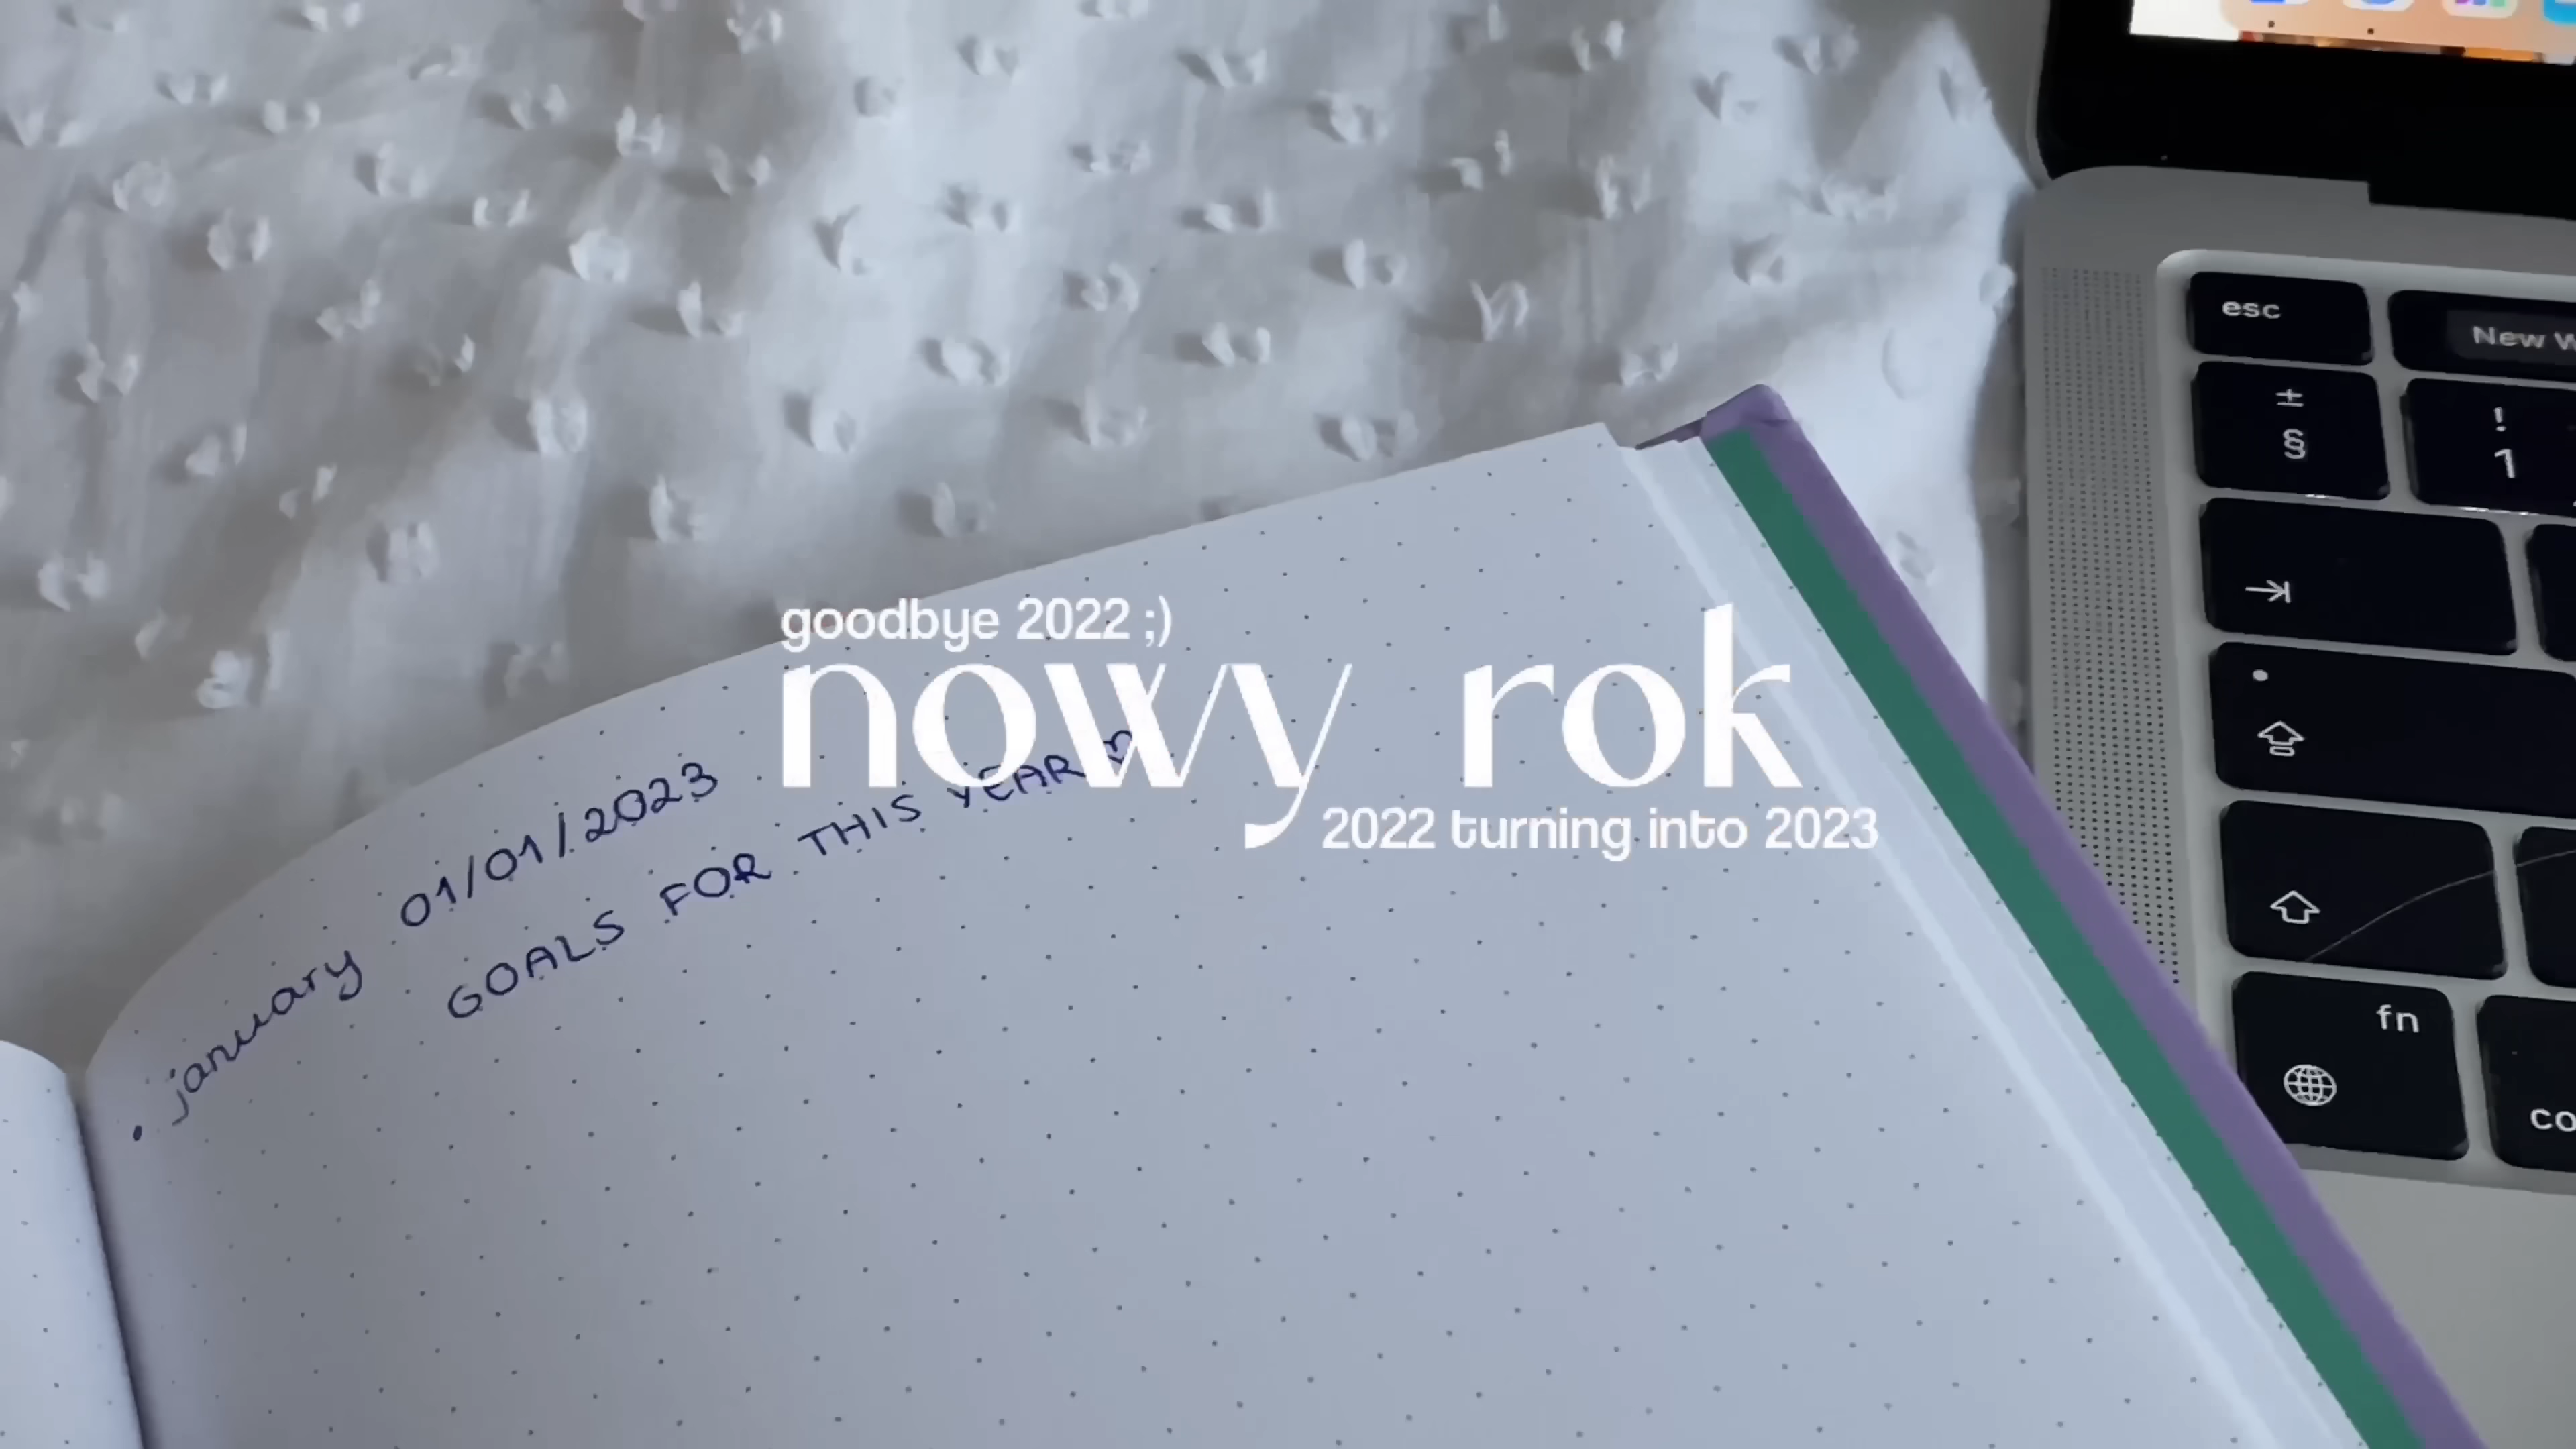 goodbye 2022 ;)
nowy rok
2022 turning into 2023
. january 01/01/2023
GOALS FOR THIS YEAR ♡
esc
New W
±
§
!
1
fn
co